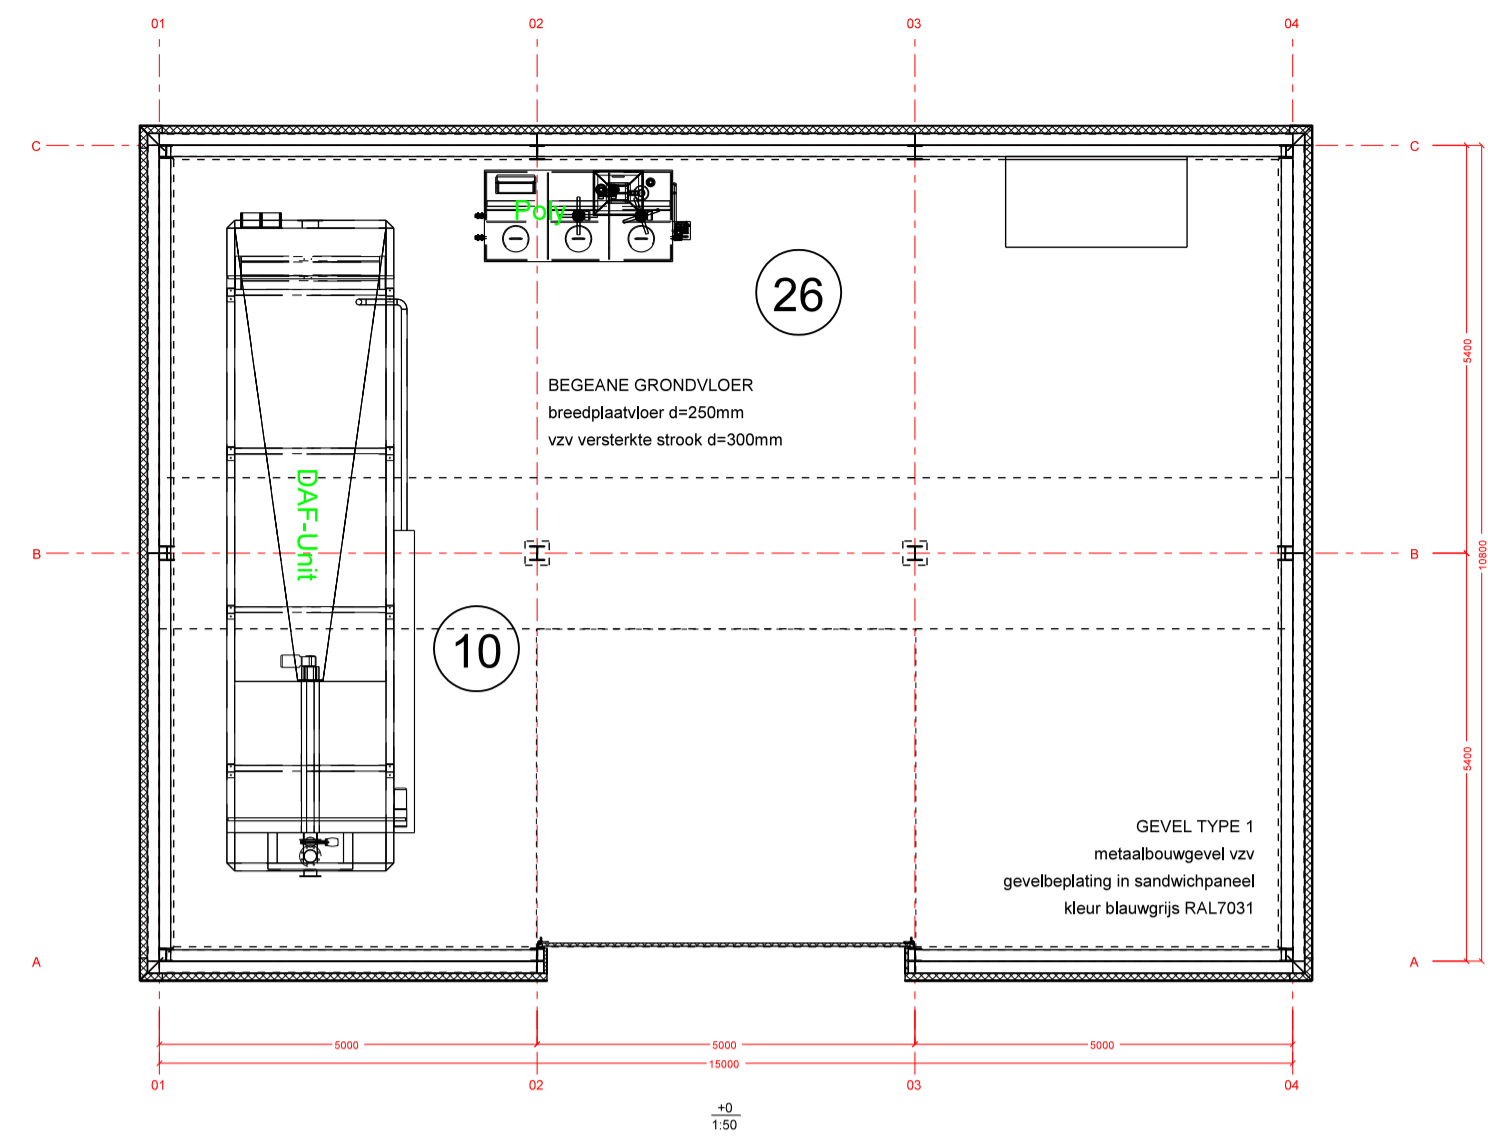 01 02 03 04
C C
Poly
26
5400
BEGEANE GRONDVLOER
breedplaatvloer d=250mm
vzv versterkte strook d=300mm
DAF-Unit
B B
10800
10
5400
GEVEL TYPE 1
metaalbouwgevel vzv
gevelbeplating in sandwichpaneel
kleur blauwgrijs RAL7031
A A
5000 5000 5000
15000
01 02 03 04
+0
1:50